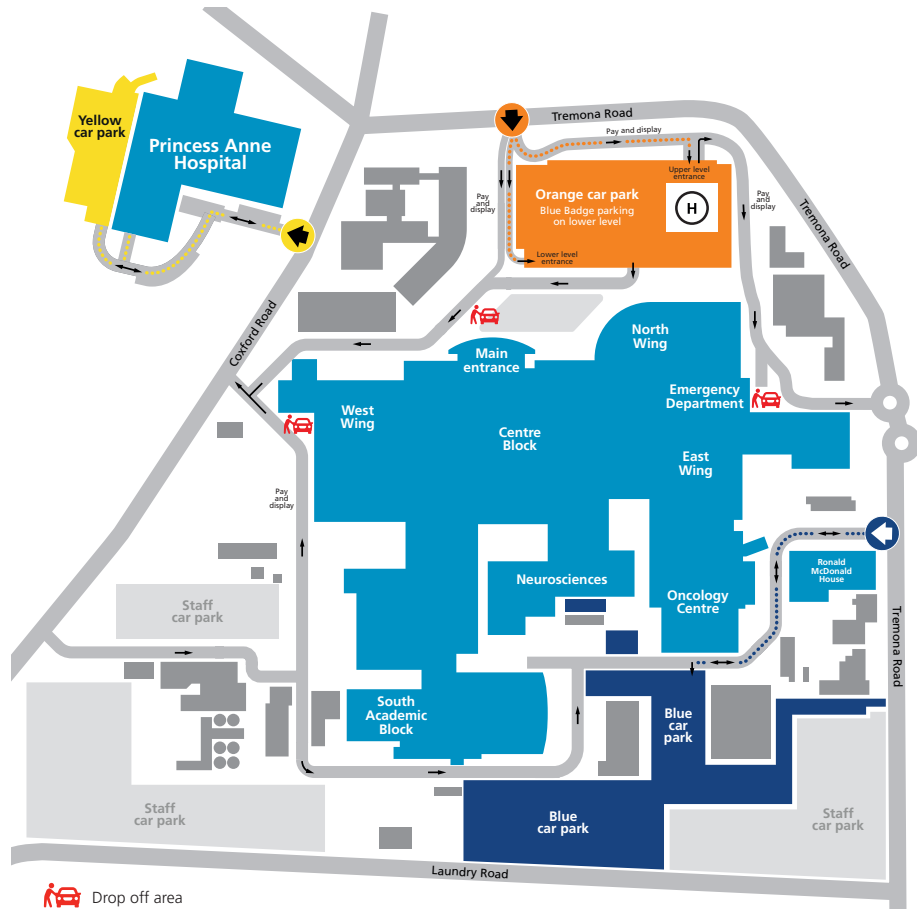 Tremona Road
Pay and display
Yellow
car park
Princess Anne
Hospital
Upper level
entrance
Orange car park
Blue Badge parking
on lower level
H
Pay
and
display
Pay
and
display
Tremona Road
Lower level
entrance
Coxford Road
North
Wing
Main
entrance
Emergency
Department
West
Wing
Centre
Block
East
Wing
Pay
and
display
Ronald
McDonald
House
Neurosciences
Oncology
Centre
Staff
car park
Tremona Road
South
Academic
Block
Blue
car
park
Staff
car park
Blue
car park
Staff
car park
Laundry Road
Drop off area